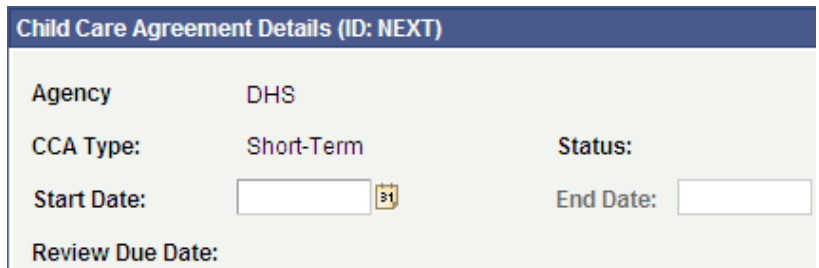 Child Care Agreement Details (ID: NEXT)
Agency DHS
CCA Type: Short-Term Status:
Start Date: 31 End Date:
Review Due Date: